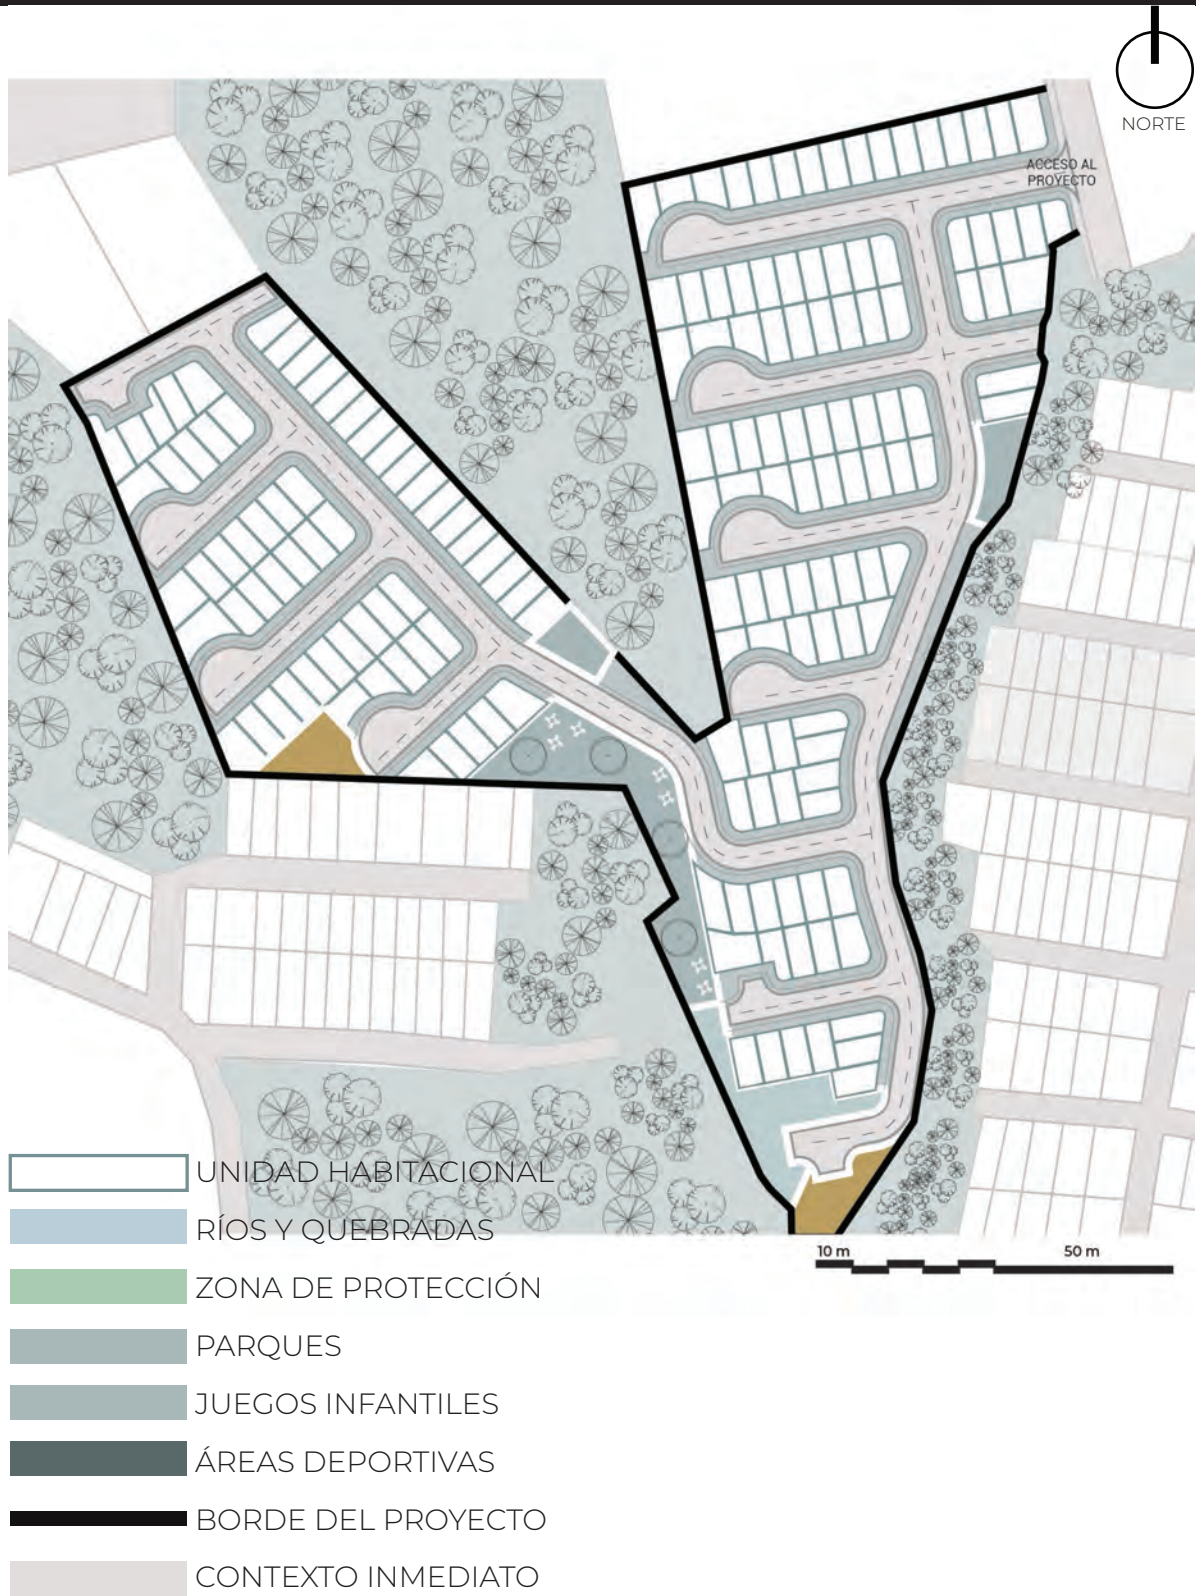 NORTE
ACCESO AL
PROYECTO
UNIDAD HABITACIONAL
RÍOS Y QUEBRADAS
10 m 50 m
ZONA DE PROTECCIÓN
PARQUES
JUEGOS INFANTILES
ÁREAS DEPORTIVAS
BORDE DEL PROYECTO
CONTEXTO INMEDIATO